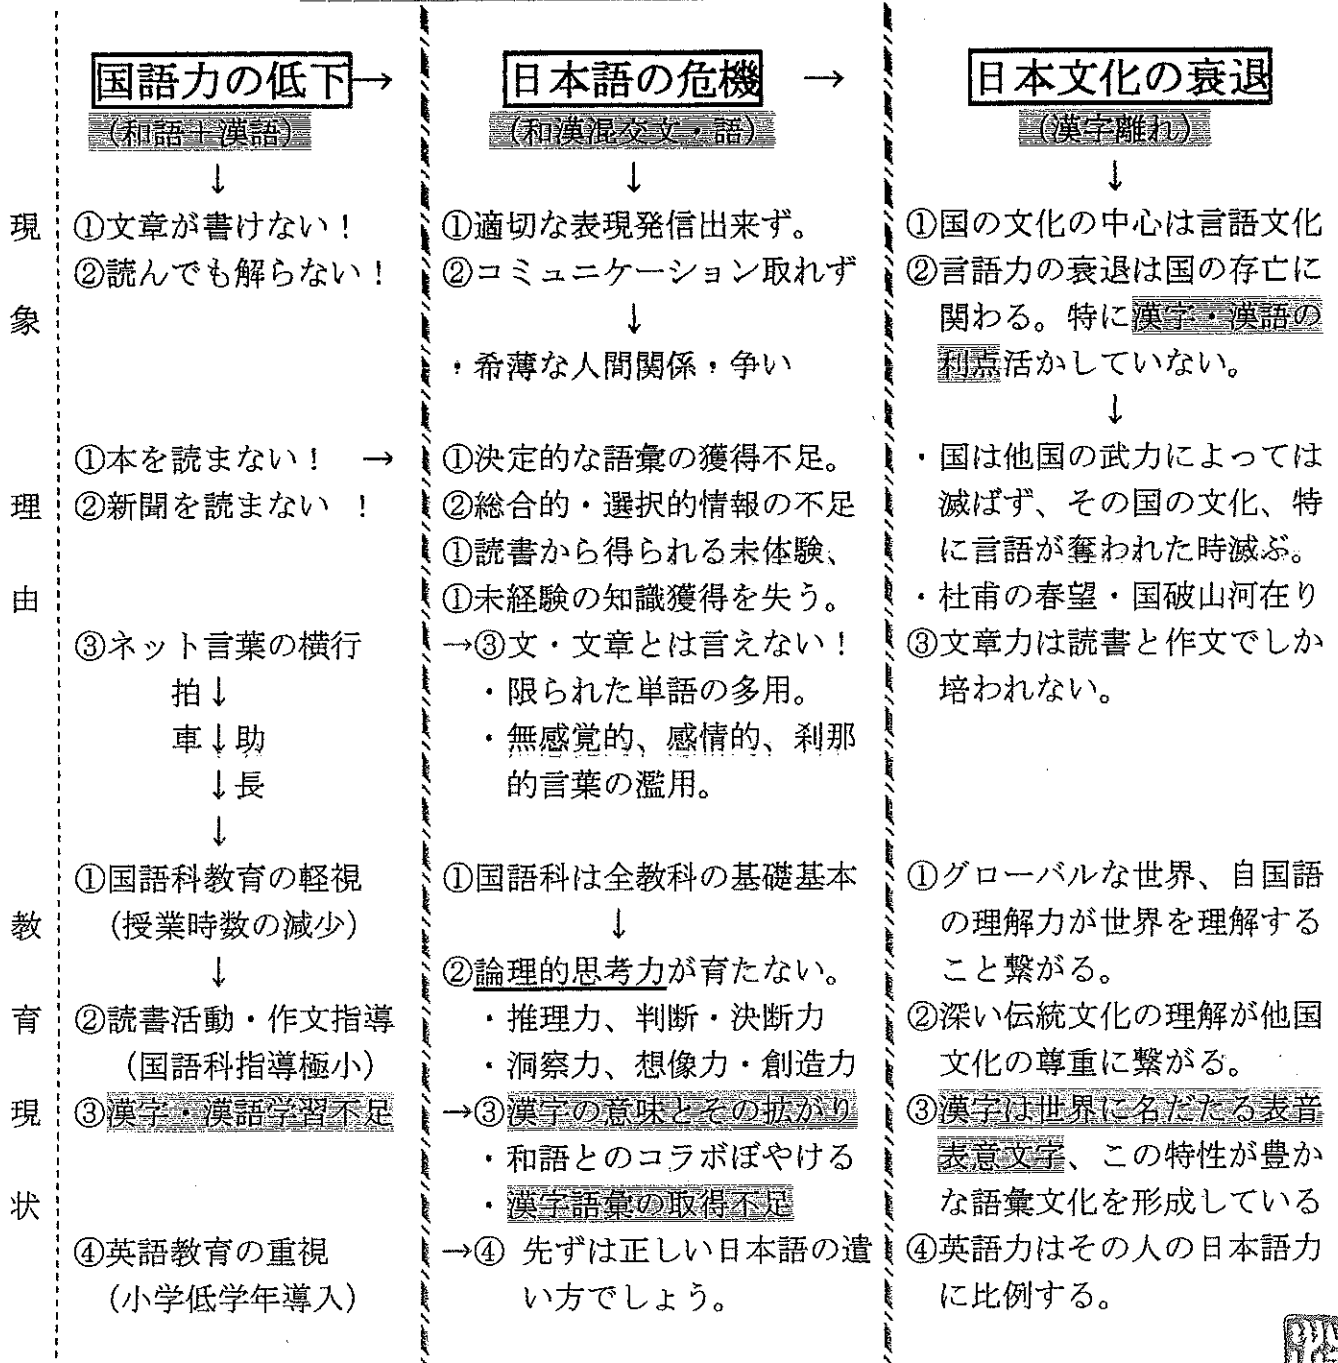 国語力の低下→
(和語+漢語)
↓
現象
①文章が書けない!
②読んでも解らない!
理由
①本を読まない! →
②新聞を読まない !
③ネット言葉の横行
拍↓
車↓助
↓長
↓
教育現状
①国語科教育の軽視
(授業時数の減少)
↓
②読書活動・作文指導
(国語科指導極小)
③漢字・漢語学習不足
④英語教育の重視
(小学低学年導入)
日本語の危機 →
(和漢混交文・語)
↓
①適切な表現発信出来ず。
②コミュニケーション取れず
↓
・希薄な人間関係・争い
①決定的な語彙の獲得不足。
②総合的・選択的情報の不足
①読書から得られる未体験、
①未経験の知識獲得を失う。
→③文・文章とは言えない!
・限られた単語の多用。
・無感覚的、感情的、刹那
的言葉の濫用。
①国語科は全教科の基礎基本
↓
②論理的思考力が育たない。
・推理力、判断・決断力
・洞察力、想像力・創造力
→③漢字の意味とその拡がり
・和語とのコラボぼやける
・漢字語彙の取得不足
→④ 先ずは正しい日本語の遣
い方でしょう。
日本文化の衰退
(漢字離れ)
↓
①国の文化の中心は言語文化
②言語力の衰退は国の存亡に
関わる。特に漢字・漢語の
利点活かしていない。
↓
・国は他国の武力によっては
滅ばず、その国の文化、特
に言語が奪われた時滅ぶ。
・杜甫の春望・国破山河在り
③文章力は読書と作文でしか
培われない。
①グローバルな世界、自国語
の理解力が世界を理解する
こと繋がる。
②深い伝統文化の理解が他国
文化の尊重に繋がる。
③漢字は世界に名だたる表音
表意文字、この特性が豊か
な語彙文化を形成している
④英語力はその人の日本語力
に比例する。